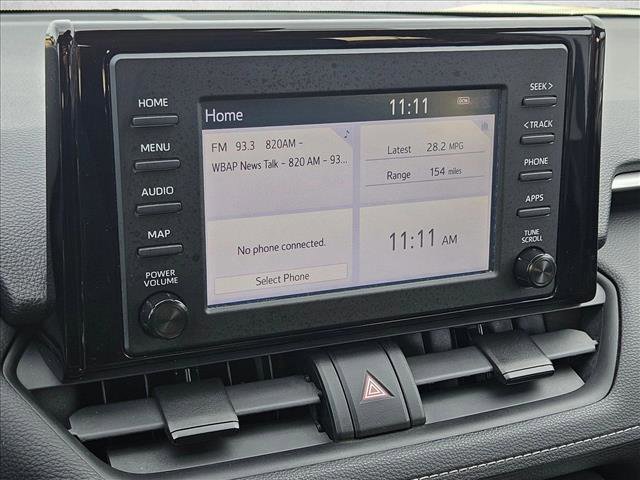 HOME
MENU
AUDIO
MAP
POWER
VOLUME
Home
11:11
DCM
FM 93.3 820AM -
WBAP News Talk - 820 AM - 93...
Latest 28.2 MPG
Range 154 miles
No phone connected.
Select Phone
11:11 AM
SEEK >
< TRACK
PHONE
APPS
TUNE
SCROLL